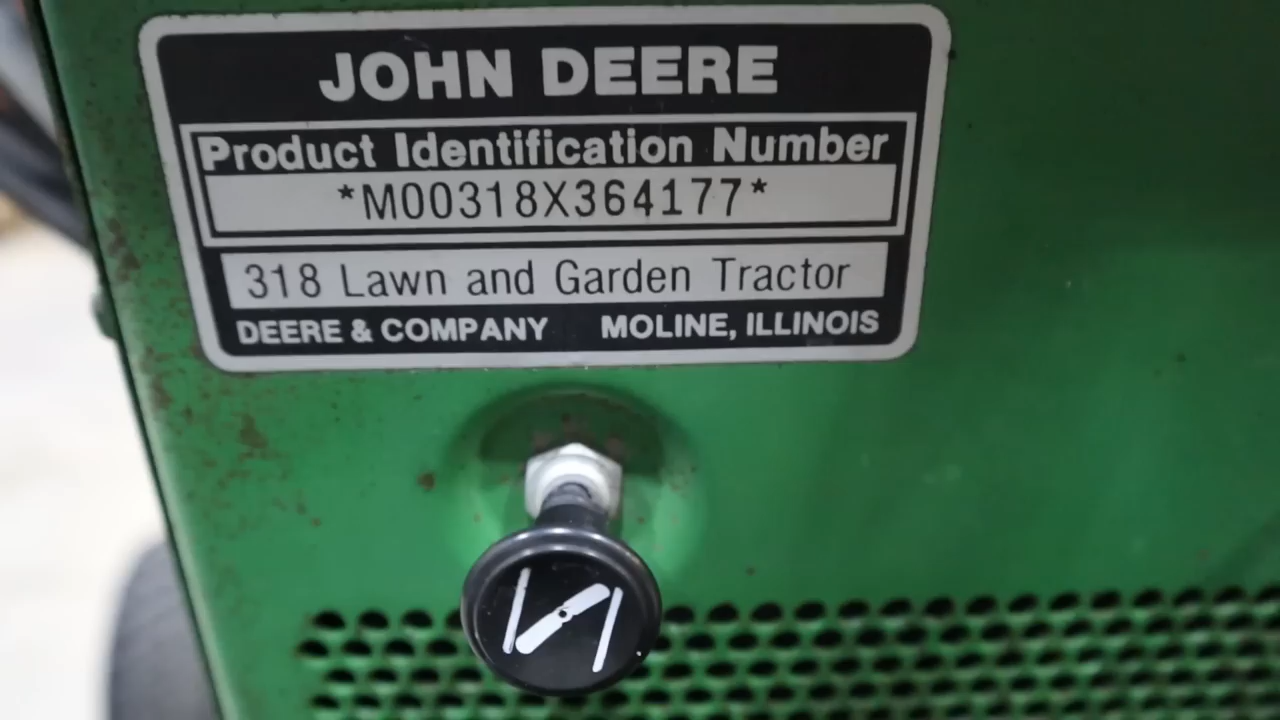 JOHN DEERE
Product Identification Number
*M00318X364177*
318 Lawn and Garden Tractor
DEERE & COMPANY MOLINE, ILLINOIS